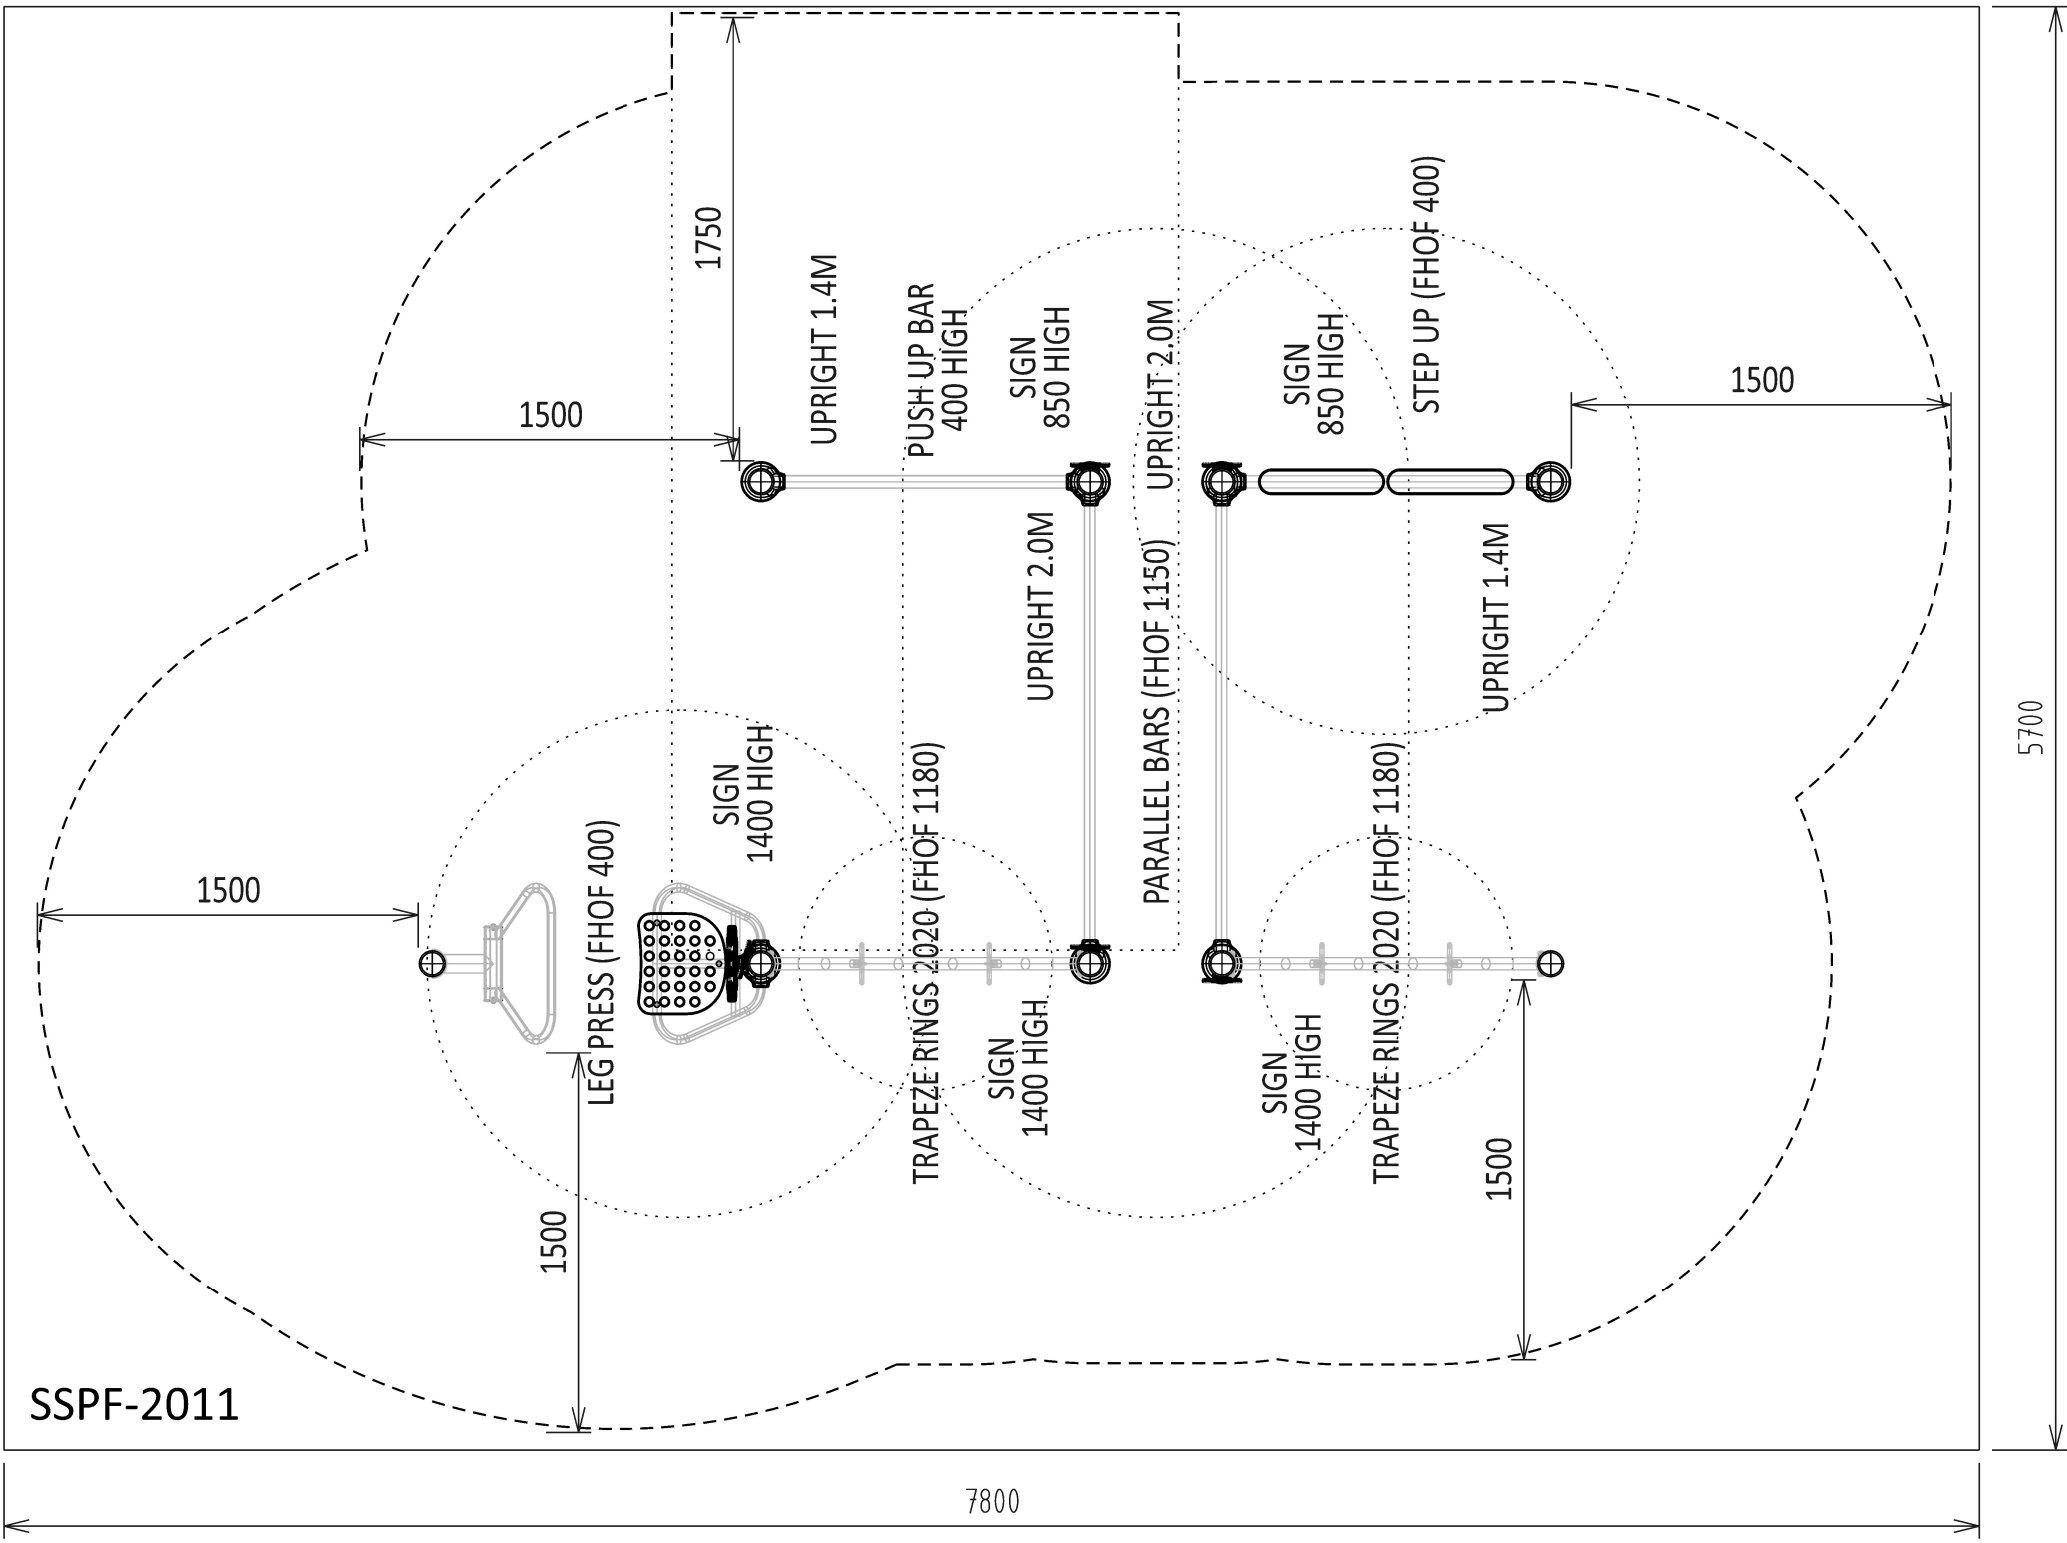 1750
1500
UPRIGHT 1.4M
PUSH UP BAR
400 HIGH
SIGN
850 HIGH
UPRIGHT 2.0M
SIGN
850 HIGH
STEP UP (FHOF 400)
1500
UPRIGHT 2.0M
PARALLEL BARS (FHOF 1150)
UPRIGHT 1.4M
5700
1500
LEG PRESS (FHOF 400)
SIGN
1400 HIGH
TRAPEZE RINGS 2020 (FHOF 1180)
SIGN
1400 HIGH
SIGN
1400 HIGH
TRAPEZE RINGS 2020 (FHOF 1180)
1500
1500
SSPF-2011
7800